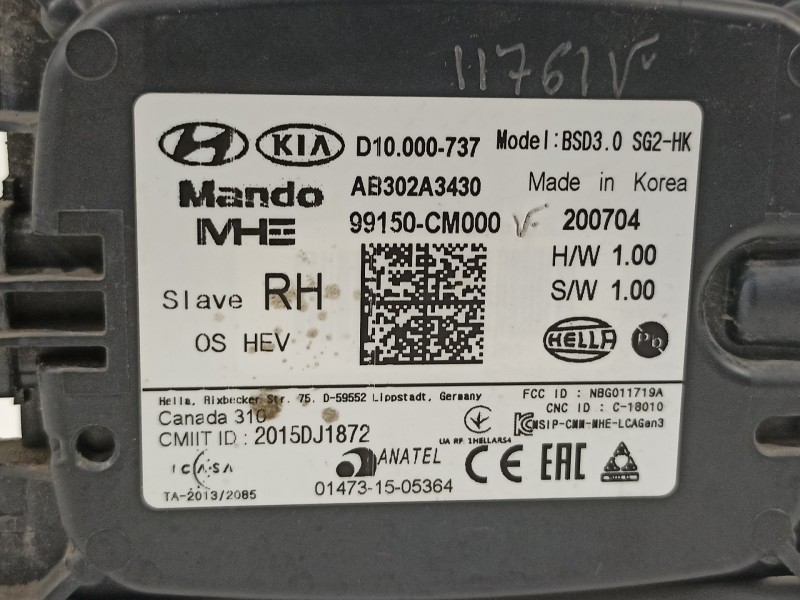 11761V
KIA D10.000-737 Model:BSD3.0 SG2-HK
Mando AB302A3430 Made in Korea
MHE 99150-CM000 V 200704
H/W 1.00
Slave RH S/W 1.00
OS HEV HELLA
Hella, Rixbecker Str. 75, D-59552 Lippstadt, Germany FCC ID : NBG011719A
Canada 310 CNC ID : C-18010
CMIIT ID : 2015DJ1872 UA RF: 1HELLARS4 MSIP-CMM-MHE-LCAGen3
ICASA ANATEL CE EAC
TA-2013/2085 01473-15-05364